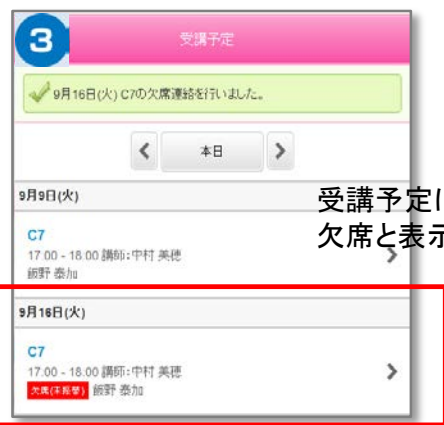 3
受講予定
9月16日(火) C7の欠席連絡を行いました。
本日
9月9日(火)
受講予定に
欠席と表示
C7
17:00 - 18:00 講師：中村 美穂
飯野 泰加
9月16日(火)
C7
17:00 - 18:00 講師：中村 美穂
欠席(未振替) 飯野 泰加